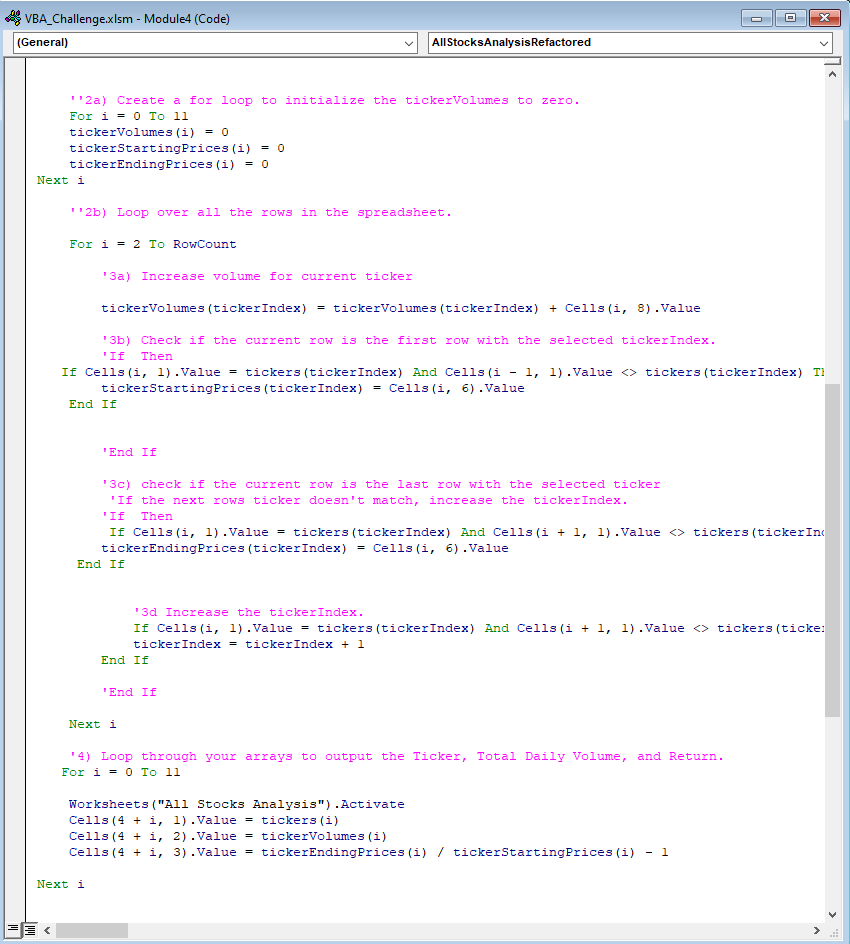 VBA_Challenge.xlsm - Module4 (Code)
(General) AllStocksAnalysisRefactored
''2a) Create a for loop to initialize the tickerVolumes to zero.
For i = 0 To 11
tickerVolumes(i) = 0
tickerStartingPrices(i) = 0
tickerEndingPrices(i) = 0
Next i
''2b) Loop over all the rows in the spreadsheet.
For i = 2 To RowCount
'3a) Increase volume for current ticker
tickerVolumes(tickerIndex) = tickerVolumes(tickerIndex) + Cells(i, 8).Value
'3b) Check if the current row is the first row with the selected tickerIndex.
'If  Then
If Cells(i, 1).Value = tickers(tickerIndex) And Cells(i - 1, 1).Value <> tickers(tickerIndex) Th
tickerStartingPrices(tickerIndex) = Cells(i, 6).Value
End If
'End If
'3c) check if the current row is the last row with the selected ticker
'If the next rows ticker doesn't match, increase the tickerIndex.
'If  Then
If Cells(i, 1).Value = tickers(tickerIndex) And Cells(i + 1, 1).Value <> tickers(tickerInd
tickerEndingPrices(tickerIndex) = Cells(i, 6).Value
End If
'3d Increase the tickerIndex.
If Cells(i, 1).Value = tickers(tickerIndex) And Cells(i + 1, 1).Value <> tickers(ticker
tickerIndex = tickerIndex + 1
End If
'End If
Next i
'4) Loop through your arrays to output the Ticker, Total Daily Volume, and Return.
For i = 0 To 11
Worksheets("All Stocks Analysis").Activate
Cells(4 + i, 1).Value = tickers(i)
Cells(4 + i, 2).Value = tickerVolumes(i)
Cells(4 + i, 3).Value = tickerEndingPrices(i) / tickerStartingPrices(i) - 1
Next i